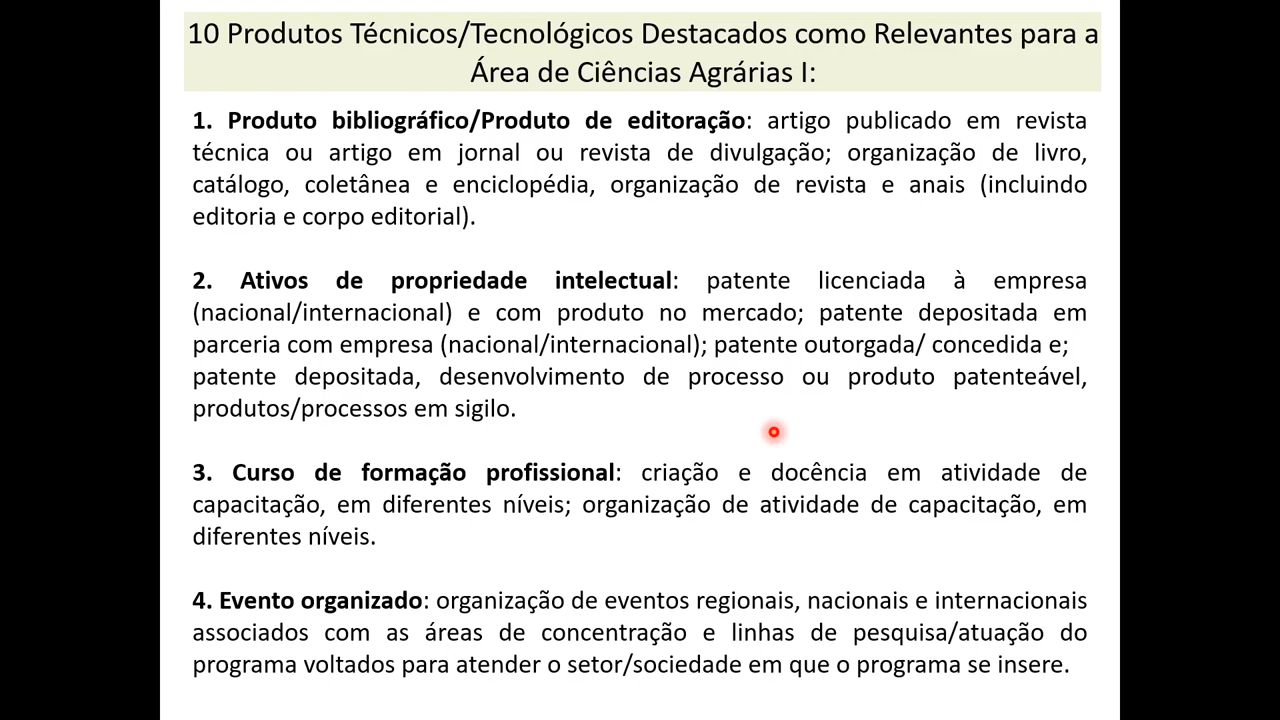 10 Produtos Técnicos/Tecnológicos Destacados como Relevantes para a
Área de Ciências Agrárias I:
1. Produto bibliográfico/Produto de editoração: artigo publicado em revista
técnica ou artigo em jornal ou revista de divulgação; organização de livro,
catálogo, coletânea e enciclopédia, organização de revista e anais (incluindo
editoria e corpo editorial).
2. Ativos de propriedade intelectual: patente licenciada à empresa
(nacional/internacional) e com produto no mercado; patente depositada em
parceria com empresa (nacional/internacional); patente outorgada/ concedida e;
patente depositada, desenvolvimento de processo ou produto patenteável,
produtos/processos em sigilo.
3. Curso de formação profissional: criação e docência em atividade de
capacitação, em diferentes níveis; organização de atividade de capacitação, em
diferentes níveis.
4. Evento organizado: organização de eventos regionais, nacionais e internacionais
associados com as áreas de concentração e linhas de pesquisa/atuação do
programa voltados para atender o setor/sociedade em que o programa se insere.